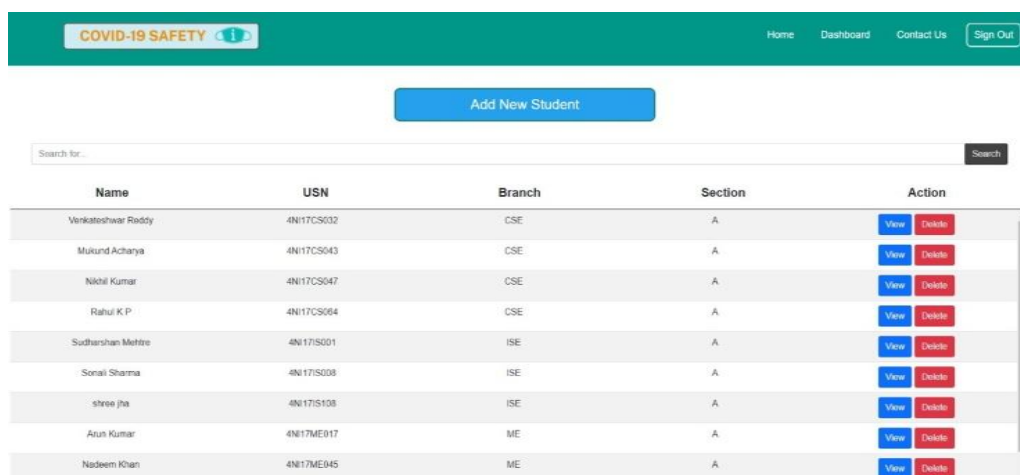 COVID-19 SAFETY
Home Dashboard Contact Us Sign Out
Add New Student
Search for... Search
Name USN Branch Section Action
Venkateshwar Reddy 4NI17CS032 CSE A View Delete
Mukund Acharya 4NI17CS043 CSE A View Delete
Nikhil Kumar 4NI17CS047 CSE A View Delete
Rahul K P 4NI17CS064 CSE A View Delete
Sudharshan Mehtre 4NI17IS001 ISE A View Delete
Sonali Sharma 4NI17IS008 ISE A View Delete
shree jha 4NI17IS108 ISE A View Delete
Arun Kumar 4NI17ME017 ME A View Delete
Nadeem Khan 4NI17ME045 ME A View Delete